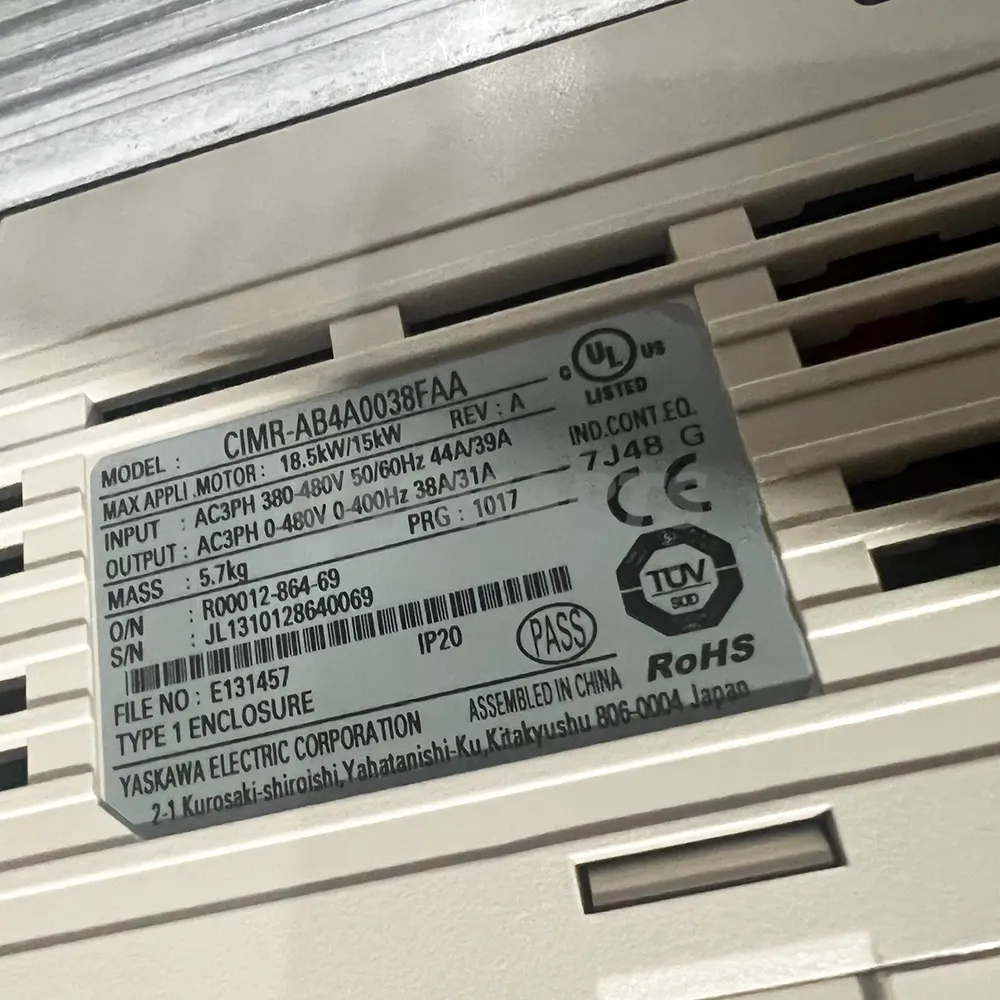 MODEL : CIMR-AB4A0038FAA
MAX APPLI .MOTOR : 18.5kW/15kW REV : A
INPUT : AC3PH 380-480V 50/60Hz 44A/39A
OUTPUT : AC3PH 0-480V 0-400Hz 38A/31A
MASS : 5.7kg PRG : 1017
O/N : R00012-864-69
S/N : JL1310128640069
IP20
PASS
FILE NO : E131457
TYPE 1 ENCLOSURE
YASKAWA ELECTRIC CORPORATION ASSEMBLED IN CHINA
2-1 Kurosaki-shiroishi,Yahatanishi-Ku,Kitakyushu 806-0004 Japan
C UL US
LISTED
IND.CONT.EQ.
7J48 G
CE
TÜV
SÜD
RoHS